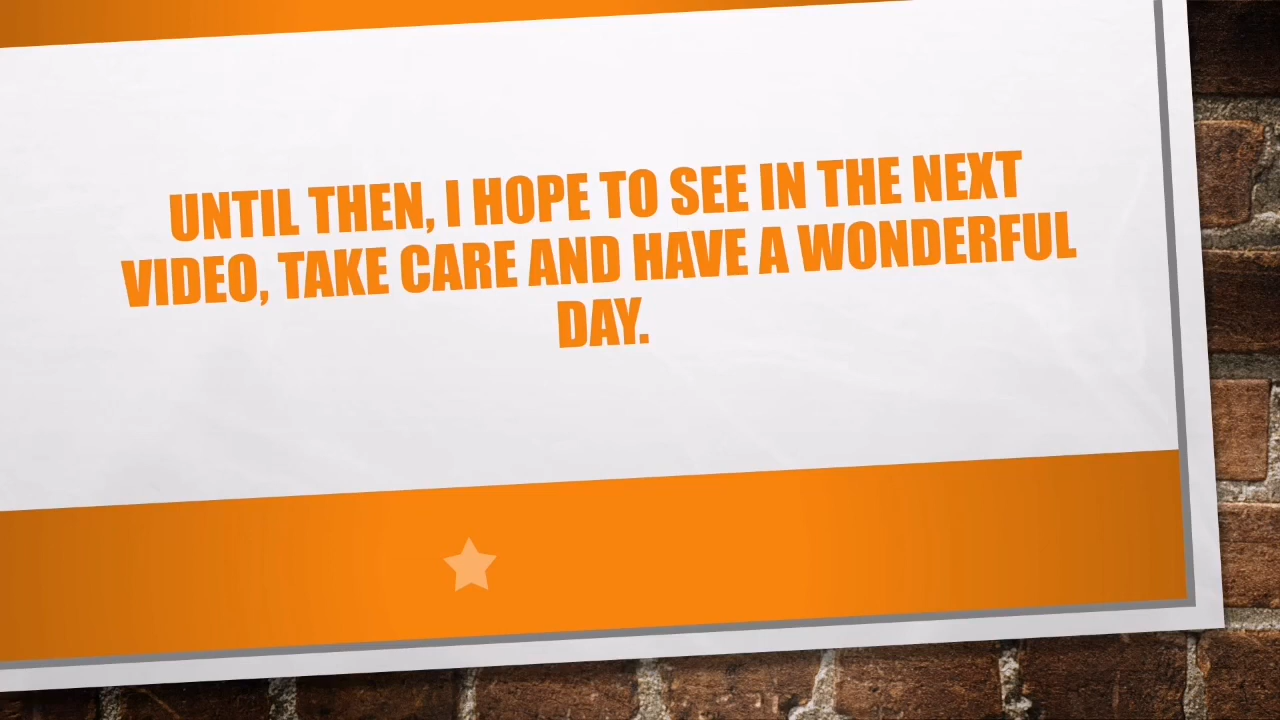 UNTIL THEN, I HOPE TO SEE IN THE NEXT
VIDEO, TAKE CARE AND HAVE A WONDERFUL
DAY.